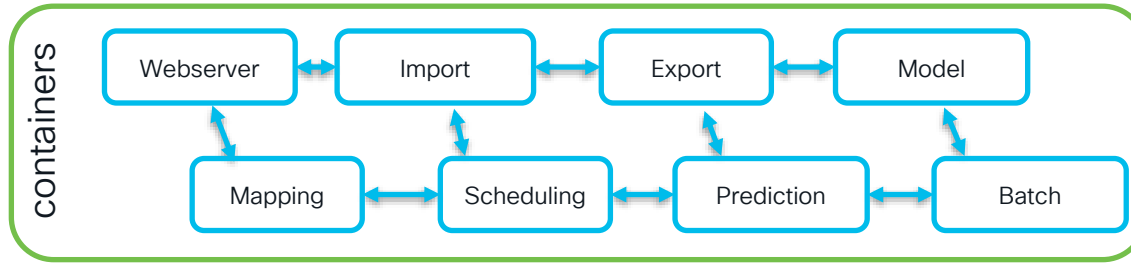 containers
Webserver
Import
Export
Model
Mapping
Scheduling
Prediction
Batch